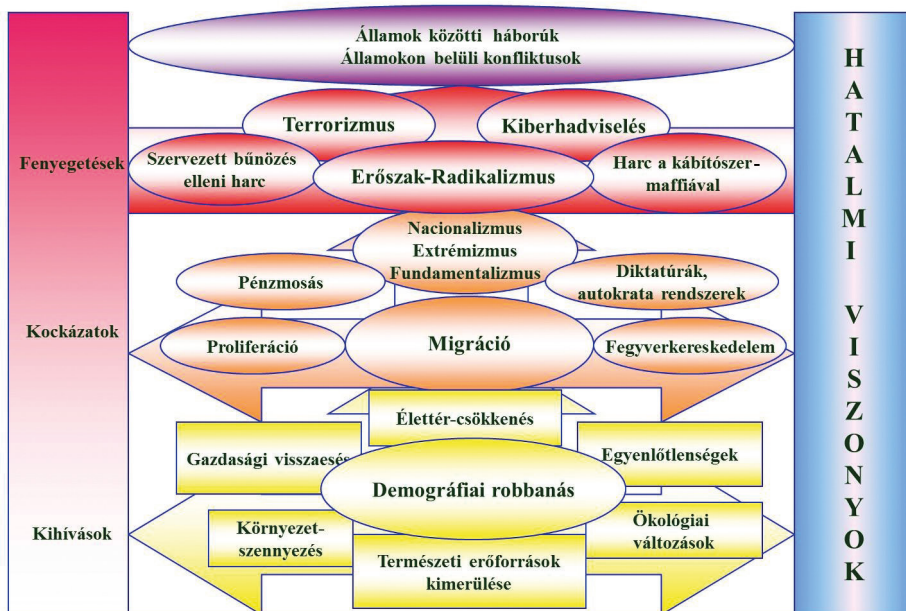 Államok közötti háborúk
Államokon belüli konfliktusok
Fenyegetések
Terrorizmus
Kiberhadviselés
Szervezett bűnözés
elleni harc
Erőszak-Radikalizmus
Harc a kábítószer-
maffiával
Nacionalizmus
Extrémizmus
Fundamentalizmus
Pénzmosás
Diktatúrák,
autokrata rendszerek
Kockázatok
Proliferáció
Migráció
Fegyverkereskedelem
Élettér-csökkenés
Gazdasági visszaesés
Egyenlőtlenségek
Demográfiai robbanás
Kihívások
Környezet-
szennyezés
Ökológiai
változások
Természeti erőforrások
kimerülése
HATALMI VISZONYOK